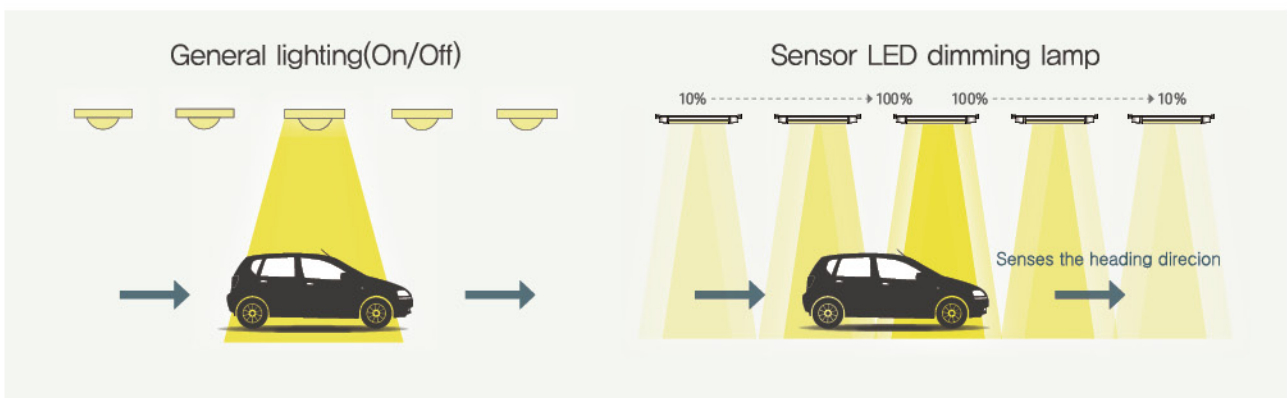 General lighting(On/Off)
Sensor LED dimming lamp
10% 100% 100% 10%
Senses the heading direcion